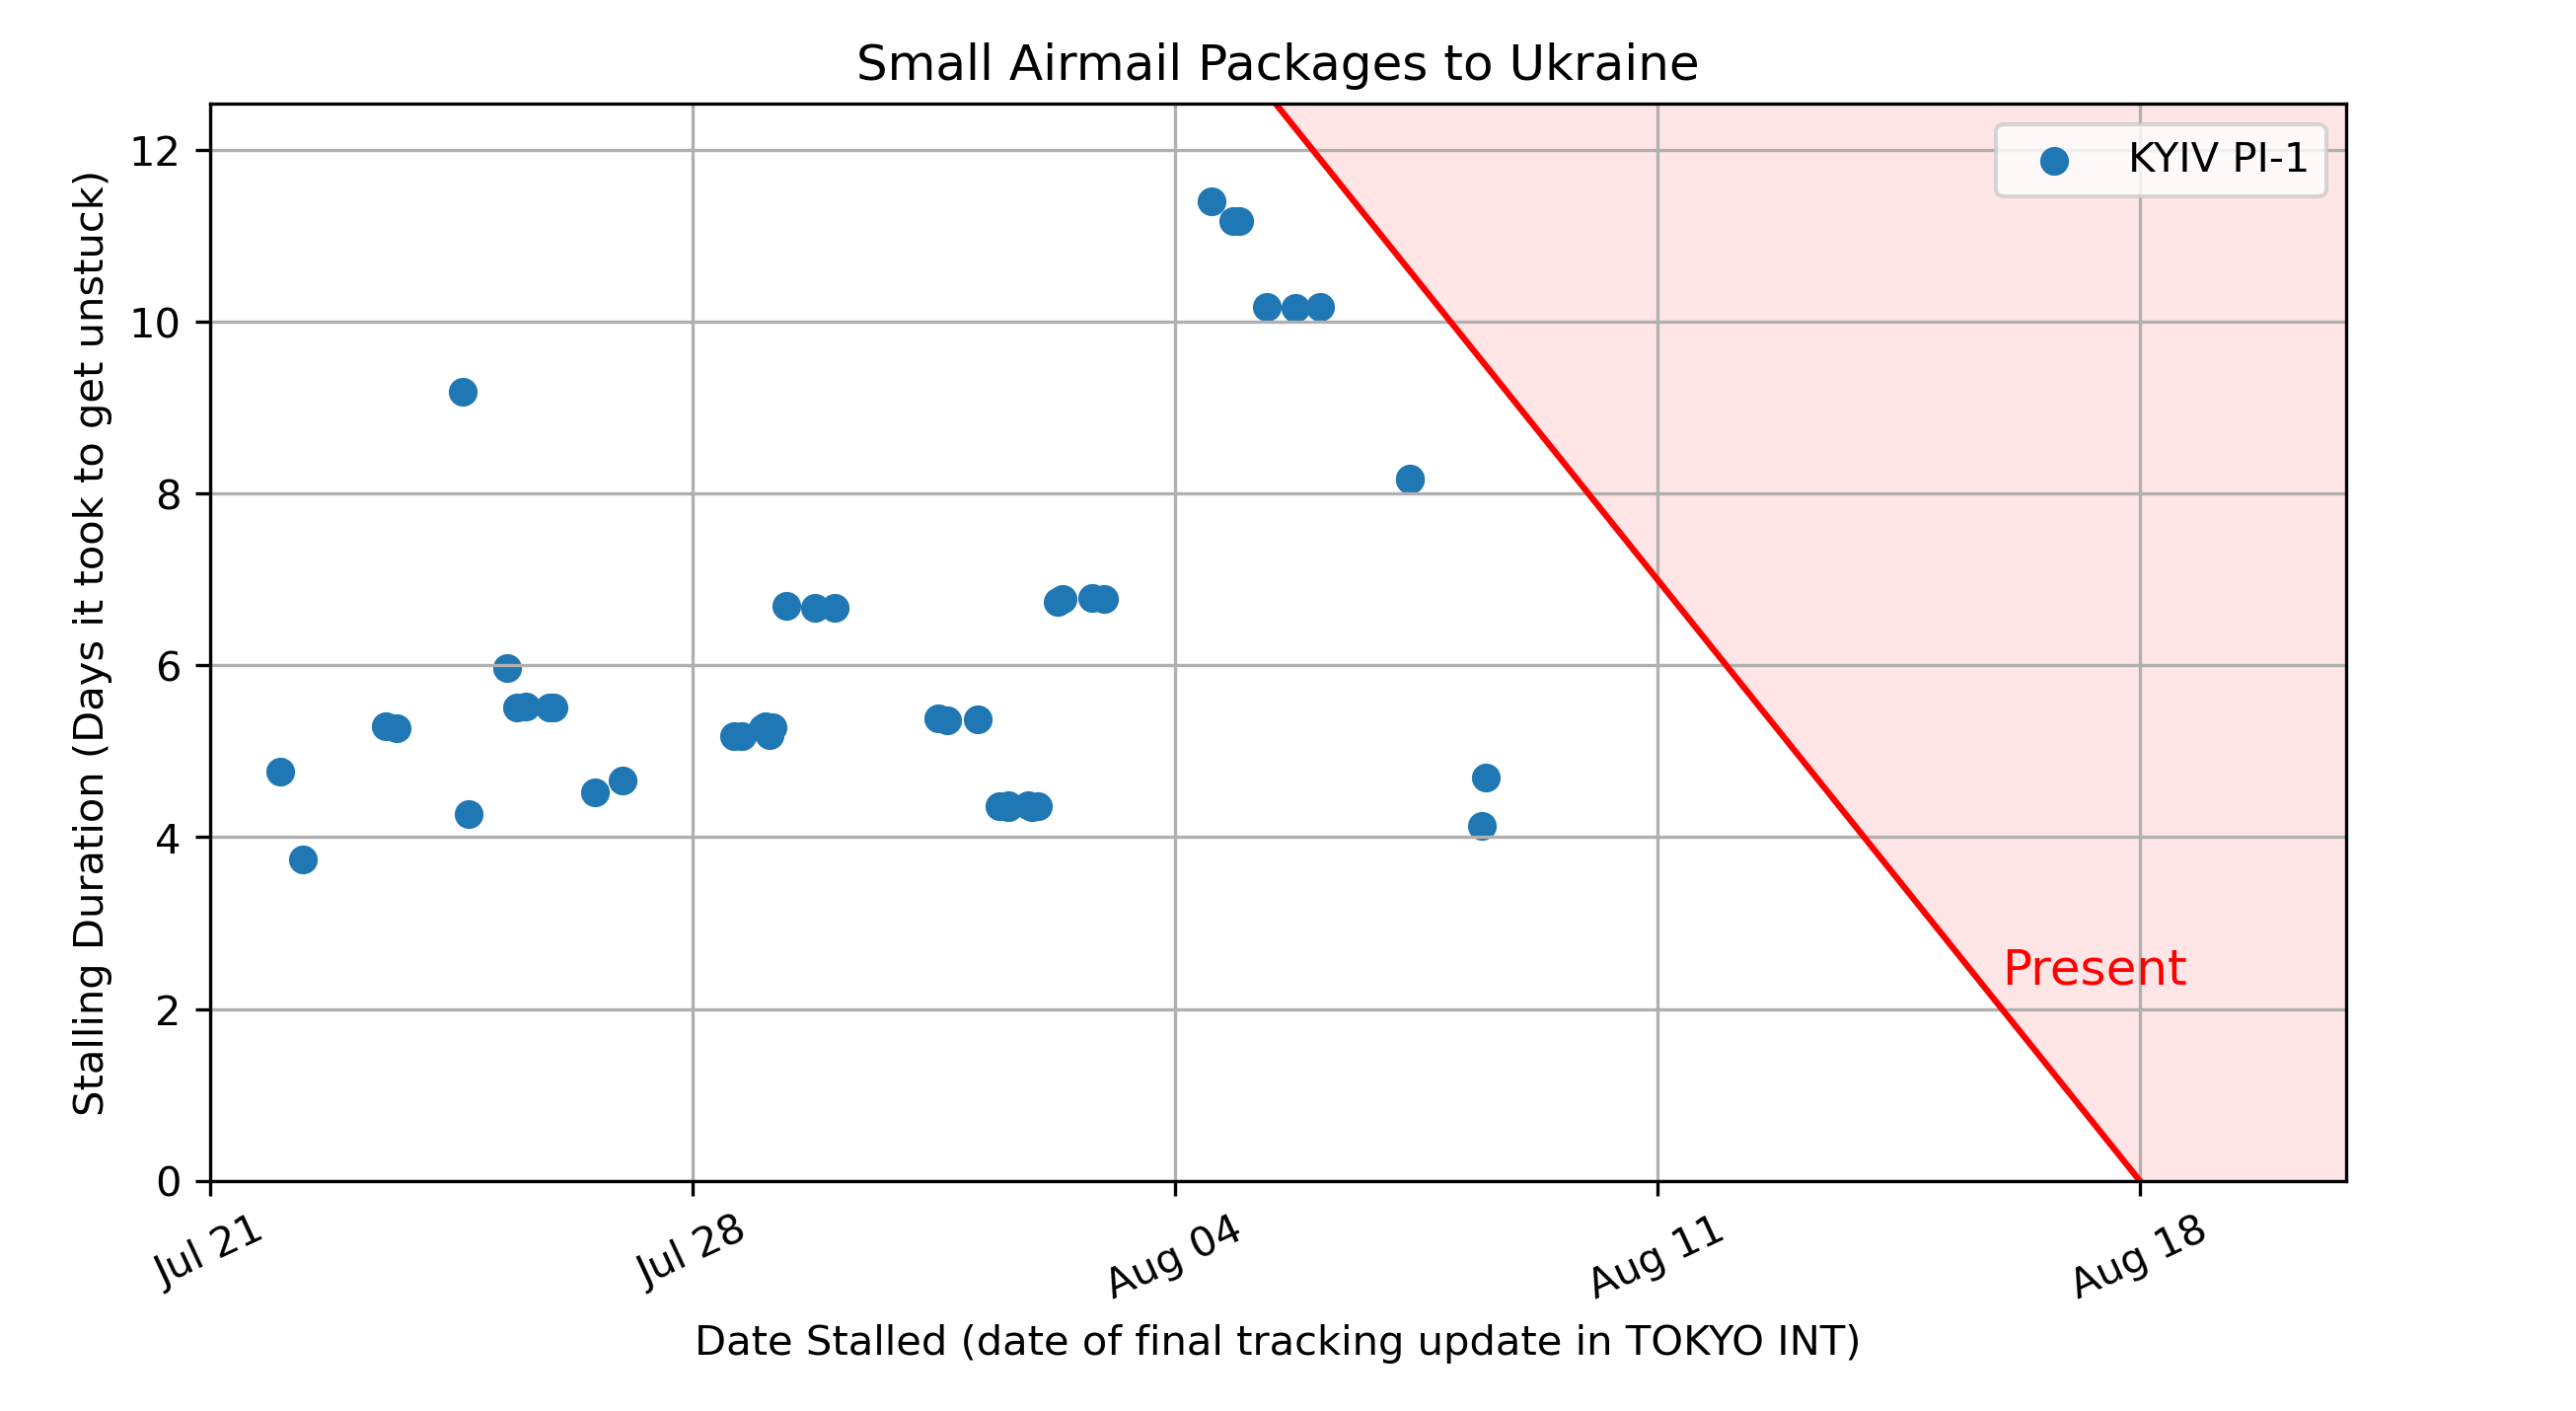 Small Airmail Packages to Ukraine
KYIV PI-1
Stalling Duration (Days it took to get unstuck)
12
10
8
6
4
2
0
Present
Jul 21
Jul 28
Aug 04
Aug 11
Aug 18
Date Stalled (date of final tracking update in TOKYO INT)